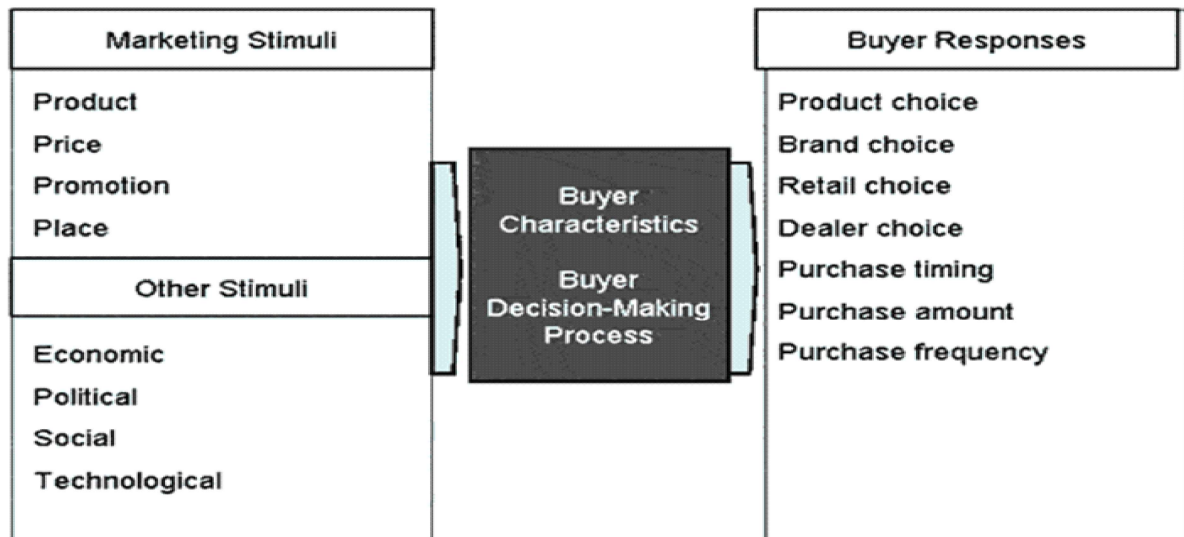 Marketing Stimuli
Product
Price
Promotion
Place
Other Stimuli
Economic
Political
Social
Technological
Buyer
Characteristics
Buyer
Decision-Making
Process
Buyer Responses
Product choice
Brand choice
Retail choice
Dealer choice
Purchase timing
Purchase amount
Purchase frequency